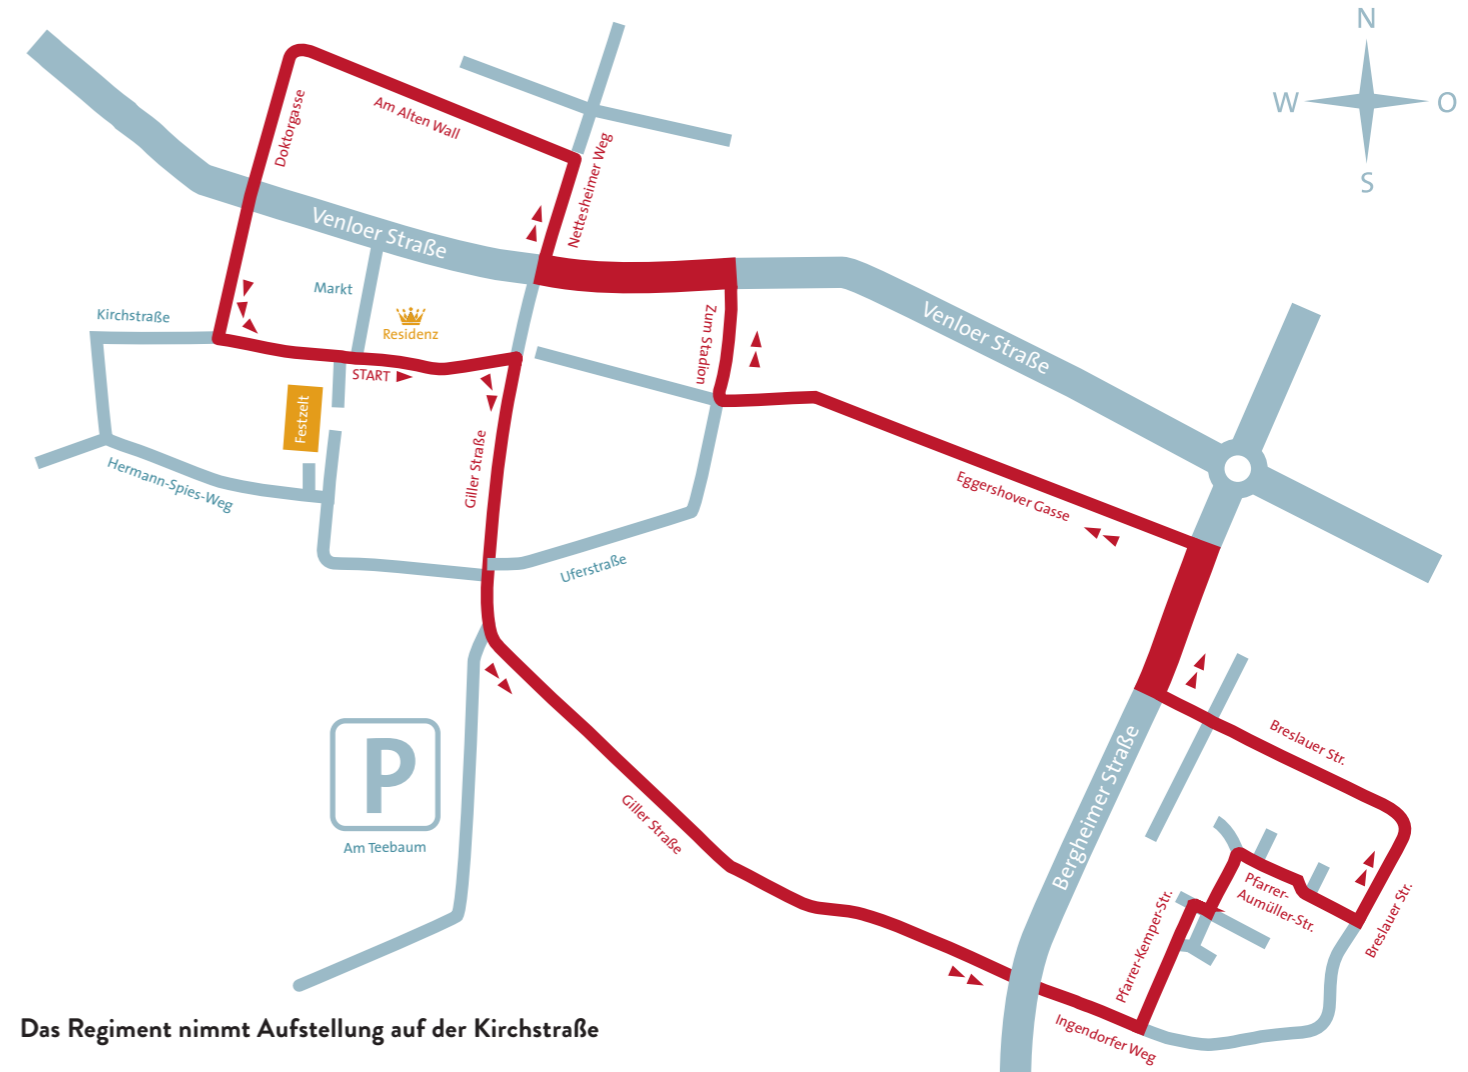 N
W
O
S
Doktorgasse
Am Alten Wall
Nettesheimer Weg
Venloer Straße
Markt
Kirchstraße
Residenz
START
Zum Stadion
Venloer Straße
Festzelt
Giller Straße
Hermann-Spies-Weg
Eggershover Gasse
Uferstraße
P
Am Teebaum
Giller Straße
Bergheimer Straße
Breslauer Str.
Pfarrer-
Aumüller-Str.
Breslauer Str.
Pfarrer-Kemper-Str.
Ingendorfer Weg
Das Regiment nimmt Aufstellung auf der Kirchstraße